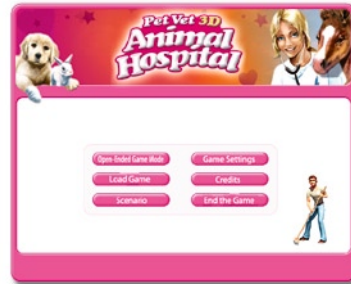 Pet Vet 3D
Animal
Hospital
Open-Ended Game Mode
Game Settings
Load Game
Credits
Scenario
End the Game